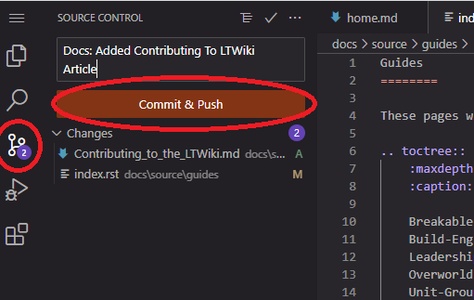 SOURCE CONTROL
Docs: Added Contributing To LTWiki
Article
Commit & Push
Changes 2
Contributing_to_the_LTWiki.md docs\s... A
index.rst docs\source\guides M
2
home.md
docs > source > guides >
1 Guides
2 ========
3
4 These pages w
5
6 .. toctree::
7 :maxdepth
8 :caption:
9
10 Breakable
11 Build-Eng
12 Leadershi
13 Overworld
14 Unit-Grou